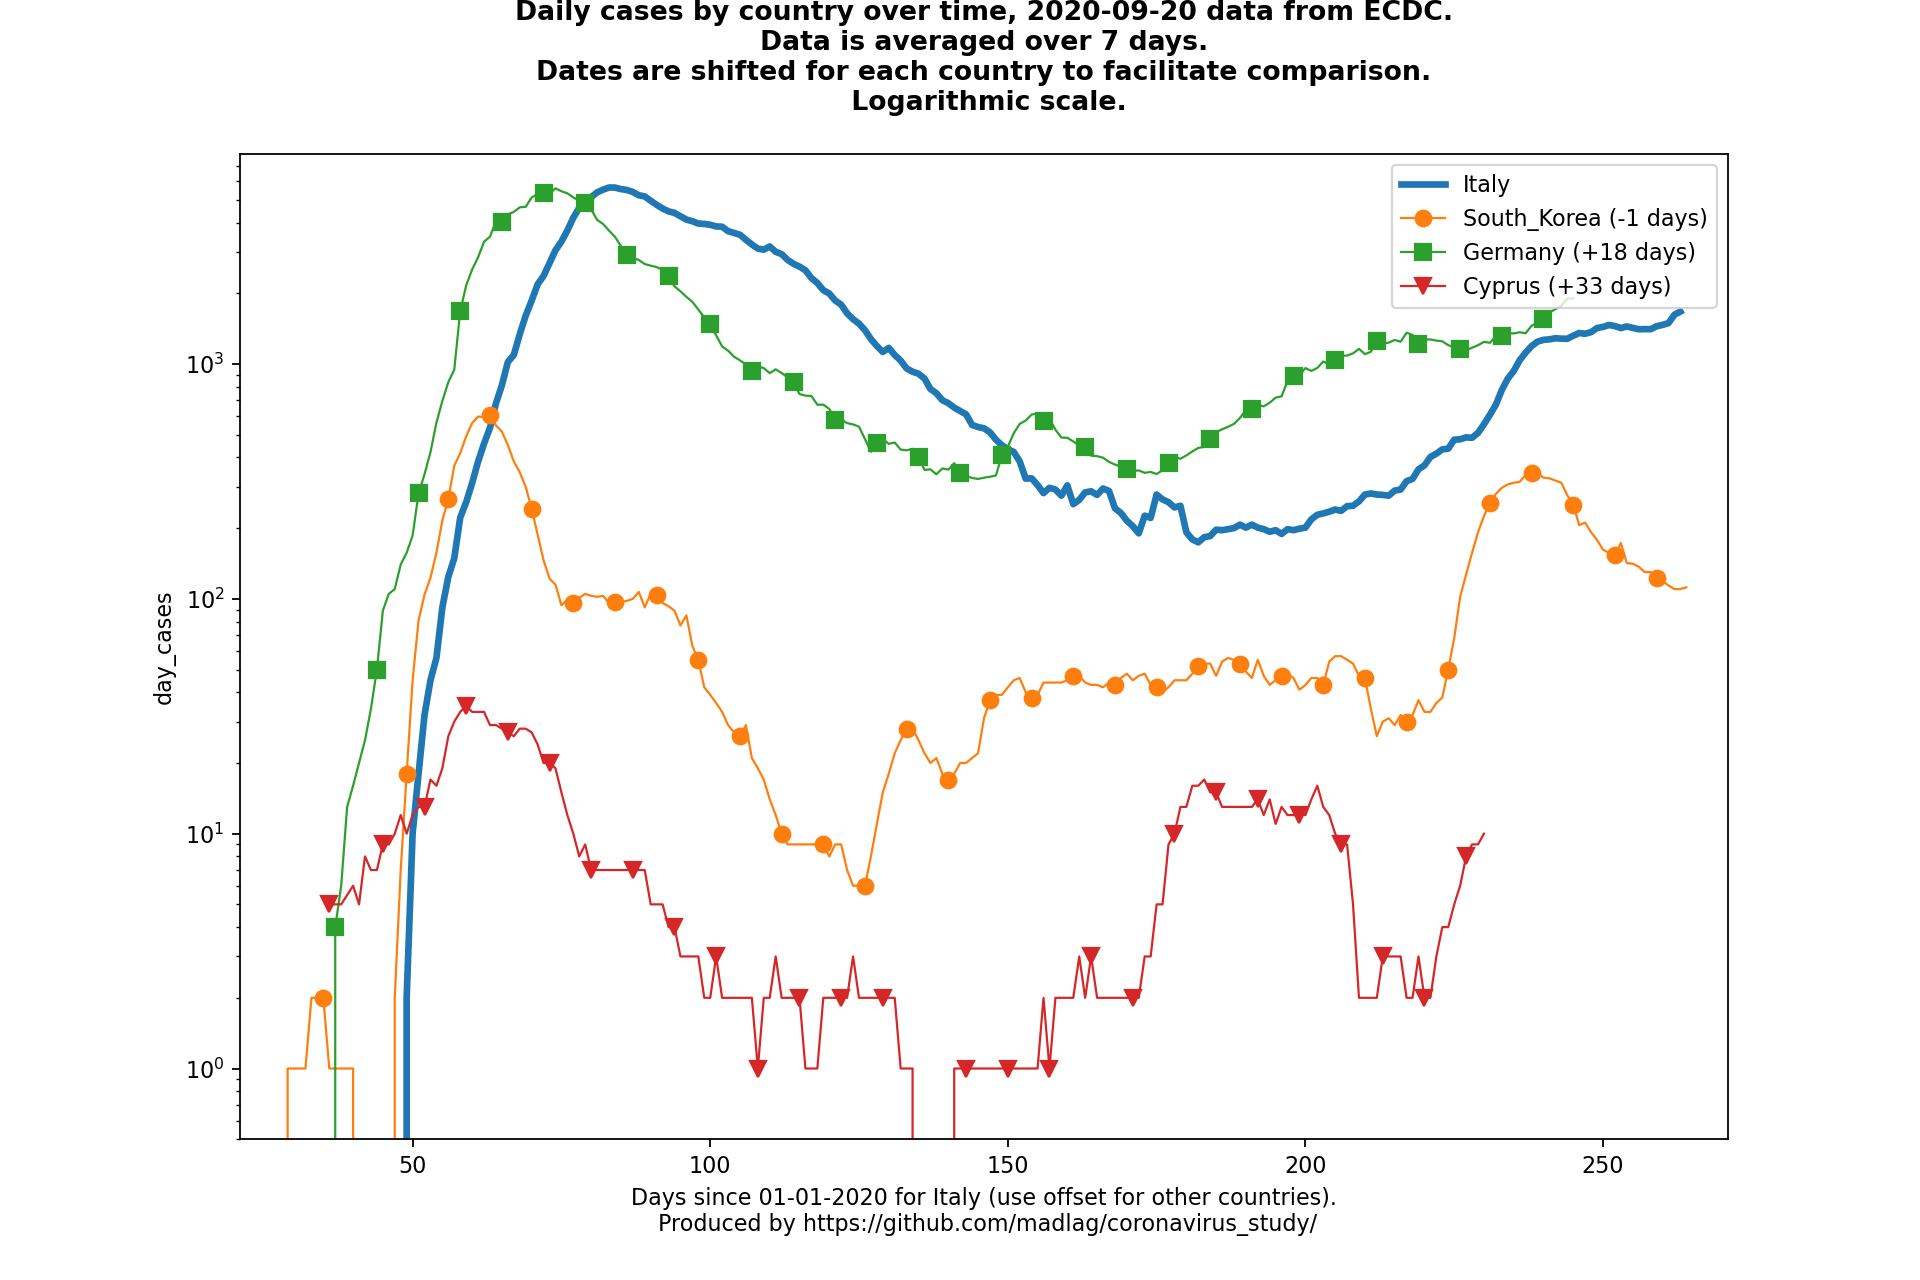 Daily cases by country over time, 2020-09-20 data from ECDC.
Data is averaged over 7 days.
Dates are shifted for each country to facilitate comparison.
Logarithmic scale.
Italy
South_Korea (-1 days)
Germany (+18 days)
Cyprus (+33 days)
day_cases
10³
10²
10¹
10⁰
50 100 150 200 250
Days since 01-01-2020 for Italy (use offset for other countries).
Produced by https://github.com/madlag/coronavirus_study/